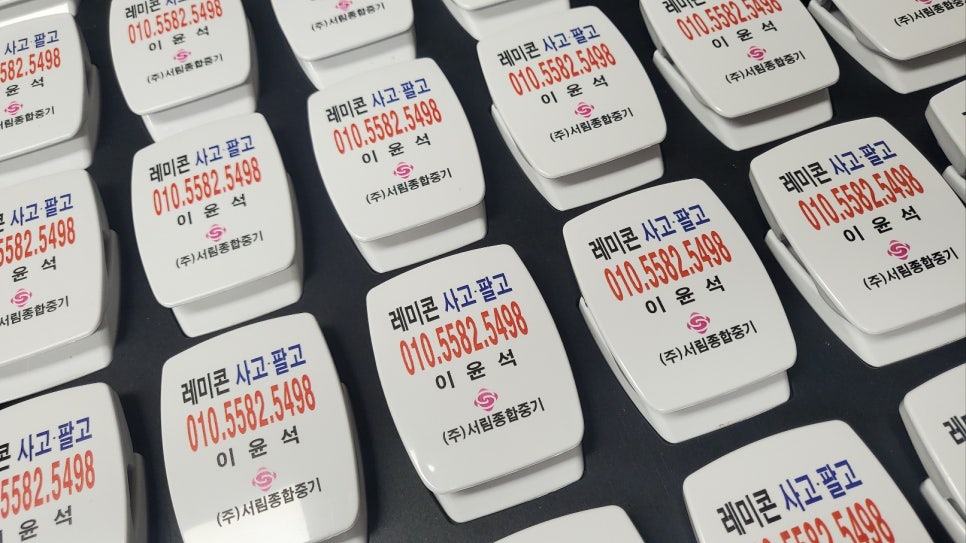 레미콘 사고·팔고
010.5582.5498
이 윤 석
(주)서림종합중기